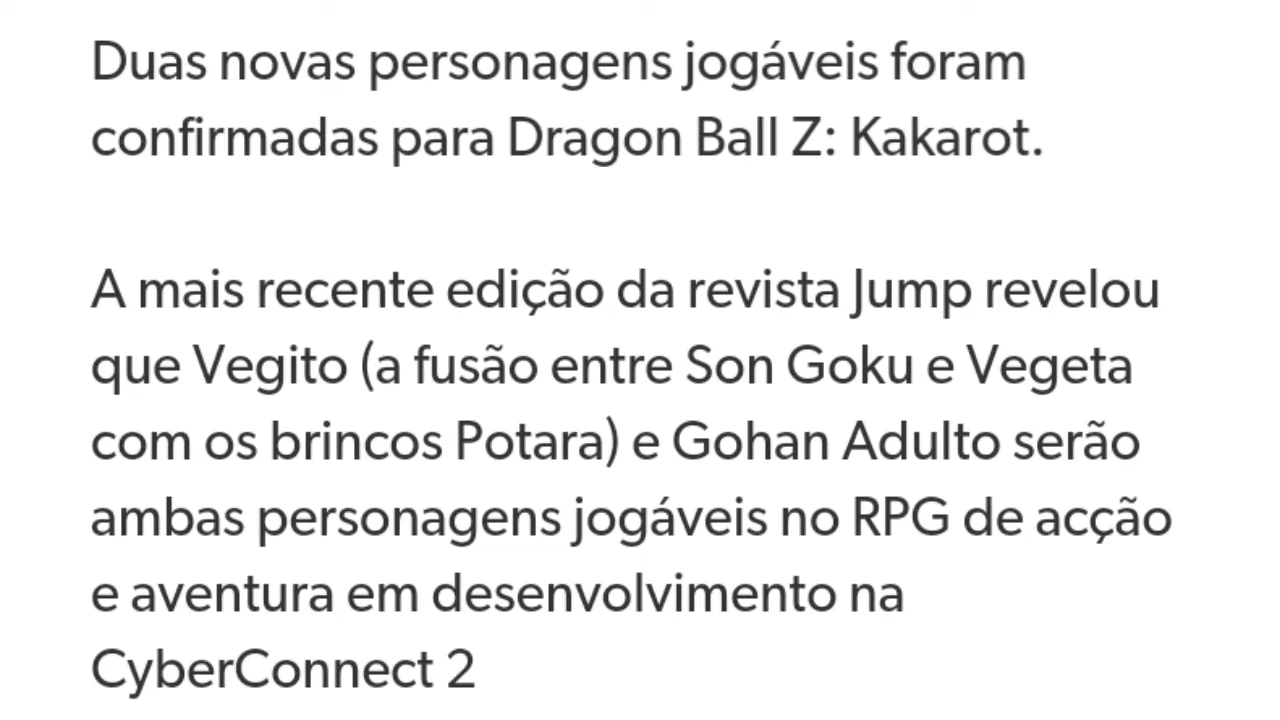 Duas novas personagens jogáveis foram
confirmadas para Dragon Ball Z: Kakarot.
A mais recente edição da revista Jump revelou
que Vegito (a fusão entre Son Goku e Vegeta
com os brincos Potara) e Gohan Adulto serão
ambas personagens jogáveis no RPG de acção
e aventura em desenvolvimento na
CyberConnect 2